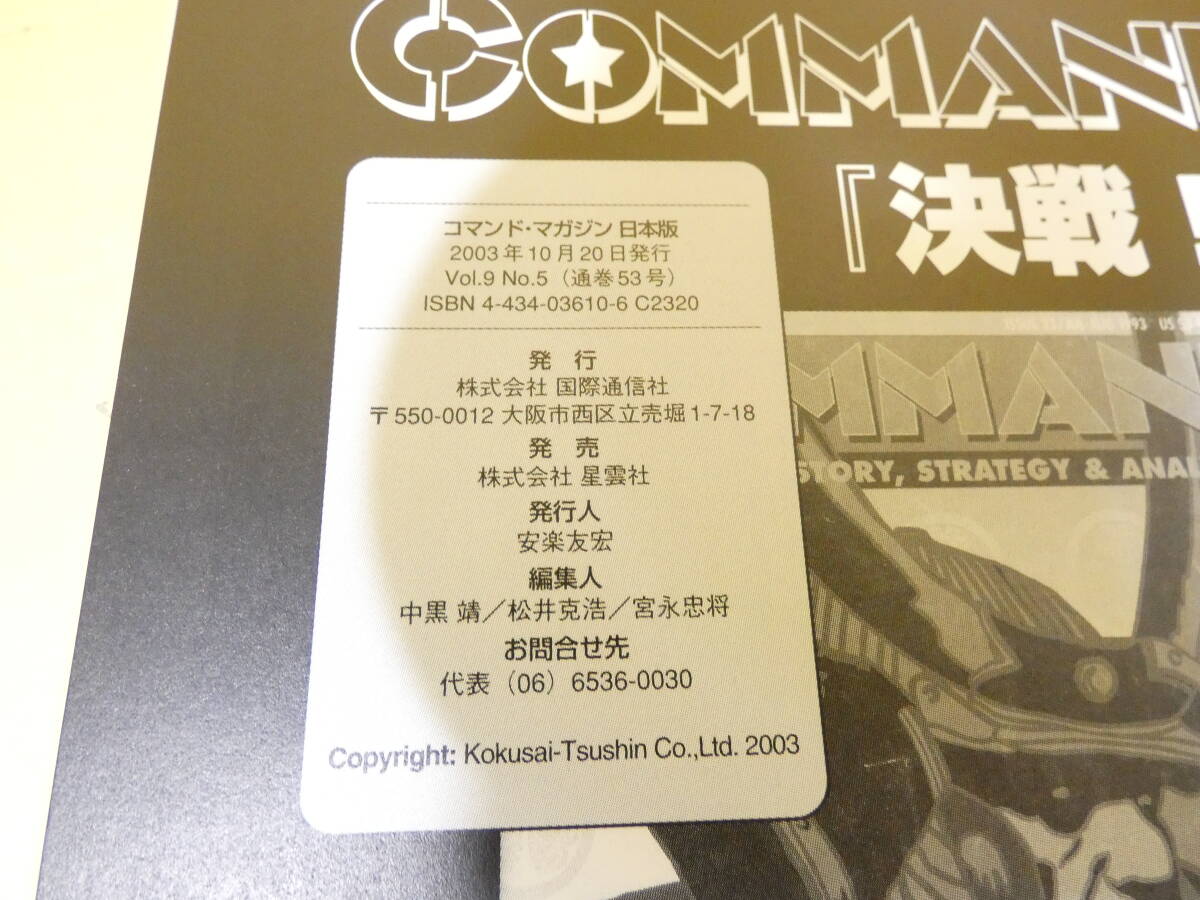 COMMAN
『決戦
コマンド・マガジン 日本版
2003年10月20日発行
Vol.9 No.5（通巻53号）
ISBN 4-434-03610-6 C2320
発 行
株式会社 国際通信社
〒550-0012 大阪市西区立売堀1-7-18
発 売
株式会社 星雲社
発行人
安楽友宏
編集人
中黒 靖／松井克浩／宮永忠将
お問合せ先
代表（06）6536-0030
Copyright: Kokusai-Tsushin Co.,Ltd. 2003
MMAN
STORY, STRATEGY & ANA